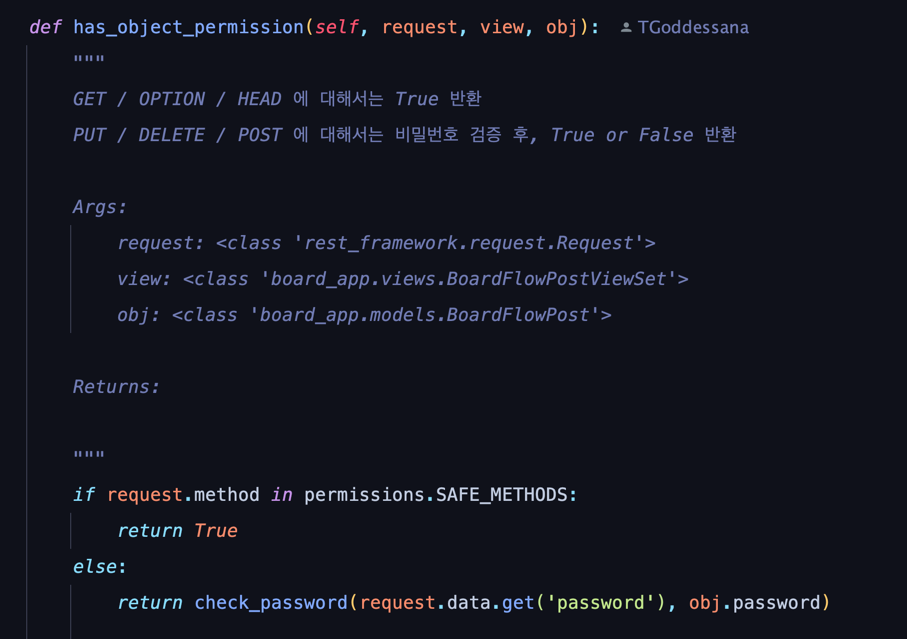 def has_object_permission(self, request, view, obj): TGoddessana
"""
GET / OPTION / HEAD 에 대해서는 True 반환
PUT / DELETE / POST 에 대해서는 비밀번호 검증 후, True or False 반환
Args:
request: <class 'rest_framework.request.Request'>
view: <class 'board_app.views.BoardFlowPostViewSet'>
obj: <class 'board_app.models.BoardFlowPost'>
Returns:
"""
if request.method in permissions.SAFE_METHODS:
return True
else:
return check_password(request.data.get('password'), obj.password)